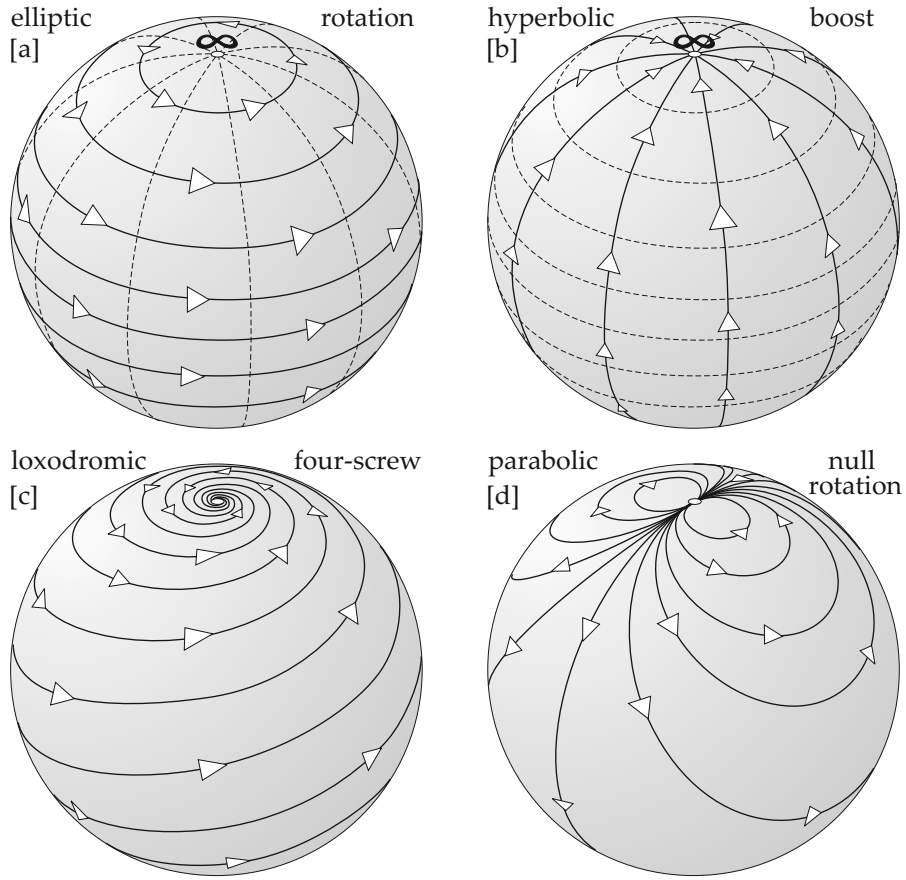 elliptic rotation
[a]
∞
hyperbolic boost
[b]
∞
loxodromic four-screw
[c]
parabolic null
[d] rotation